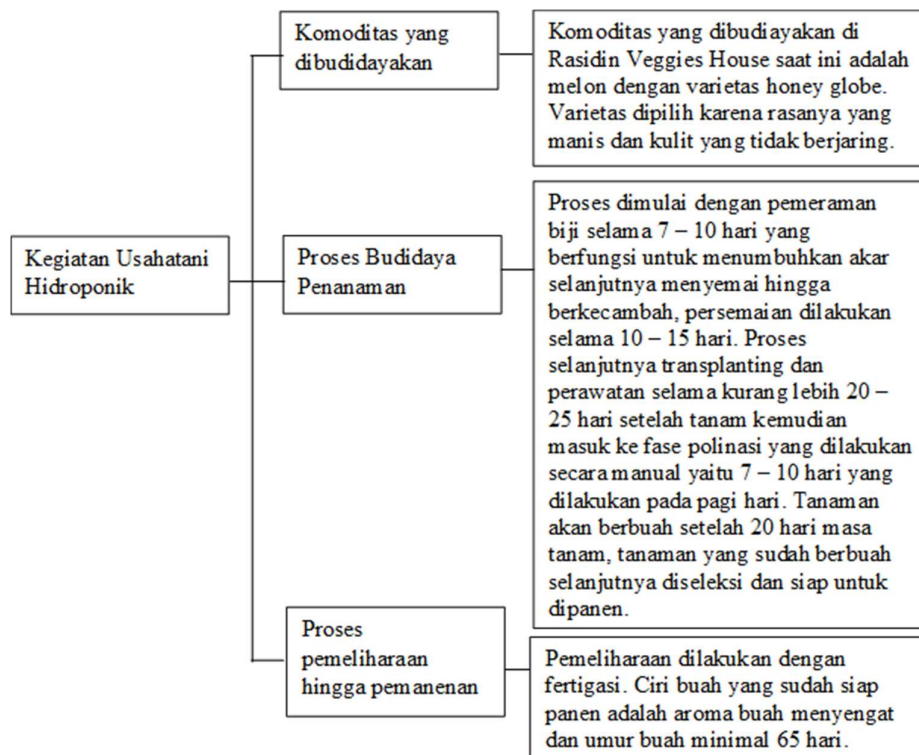 Kegiatan Usahatani
Hidroponik
Komoditas yang
dibudidayakan
Komoditas yang dibudiayakan di
Rasidin Veggies House saat ini adalah
melon dengan varietas honey globe.
Varietas dipilih karena rasanya yang
manis dan kulit yang tidak berjaring.
Proses Budidaya
Penanaman
Proses dimulai dengan pemeraman
biji selama 7 – 10 hari yang
berfungsi untuk menumbuhkan akar
selanjutnya menyemai hingga
berkecambah, persemaian dilakukan
selama 10 – 15 hari. Proses
selanjutnya transplanting dan
perawatan selama kurang lebih 20 –
25 hari setelah tanam kemudian
masuk ke fase polinasi yang dilakukan
secara manual yaitu 7 – 10 hari yang
dilakukan pada pagi hari. Tanaman
akan berbuah setelah 20 hari masa
tanam, tanaman yang sudah berbuah
selanjutnya diseleksi dan siap untuk
dipanen.
Proses
pemeliharaan
hingga pemanenan
Pemeliharaan dilakukan dengan
fertigasi. Ciri buah yang sudah siap
panen adalah aroma buah menyengat
dan umur buah minimal 65 hari.